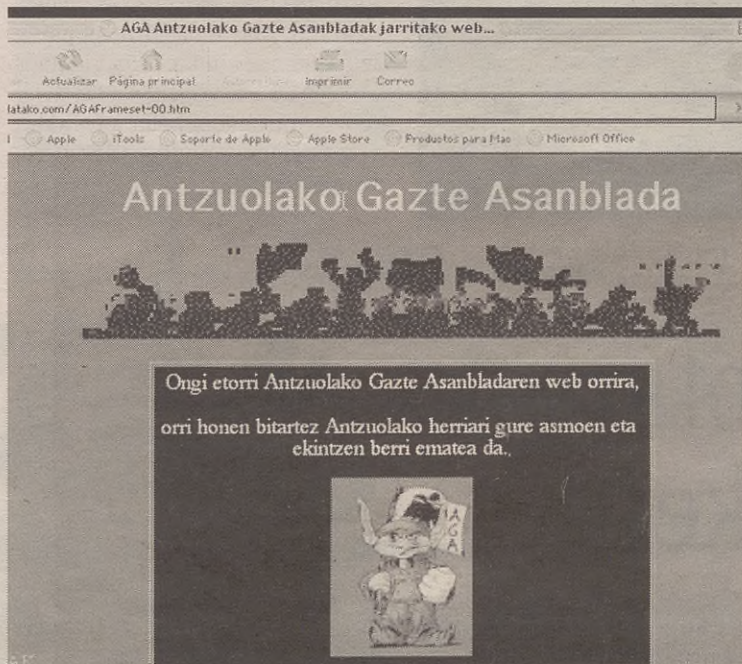 AGA Antzuolako Gazte Asanbladak jarritako web...
Actualizar Página principal Imprimir Correo
latako.com/AGAFrameset-00.htm
Apple iTools Soporte de Apple Apple Store Productos para Mac Microsoft Office
Antzuolako Gazte Asanblada
Ongi etorri Antzuolako Gazte Asanbladaren web orrira,
orri honen bitartez Antzuolako herriari gure asmoen eta
ekintzen berri ematea da.
AGA